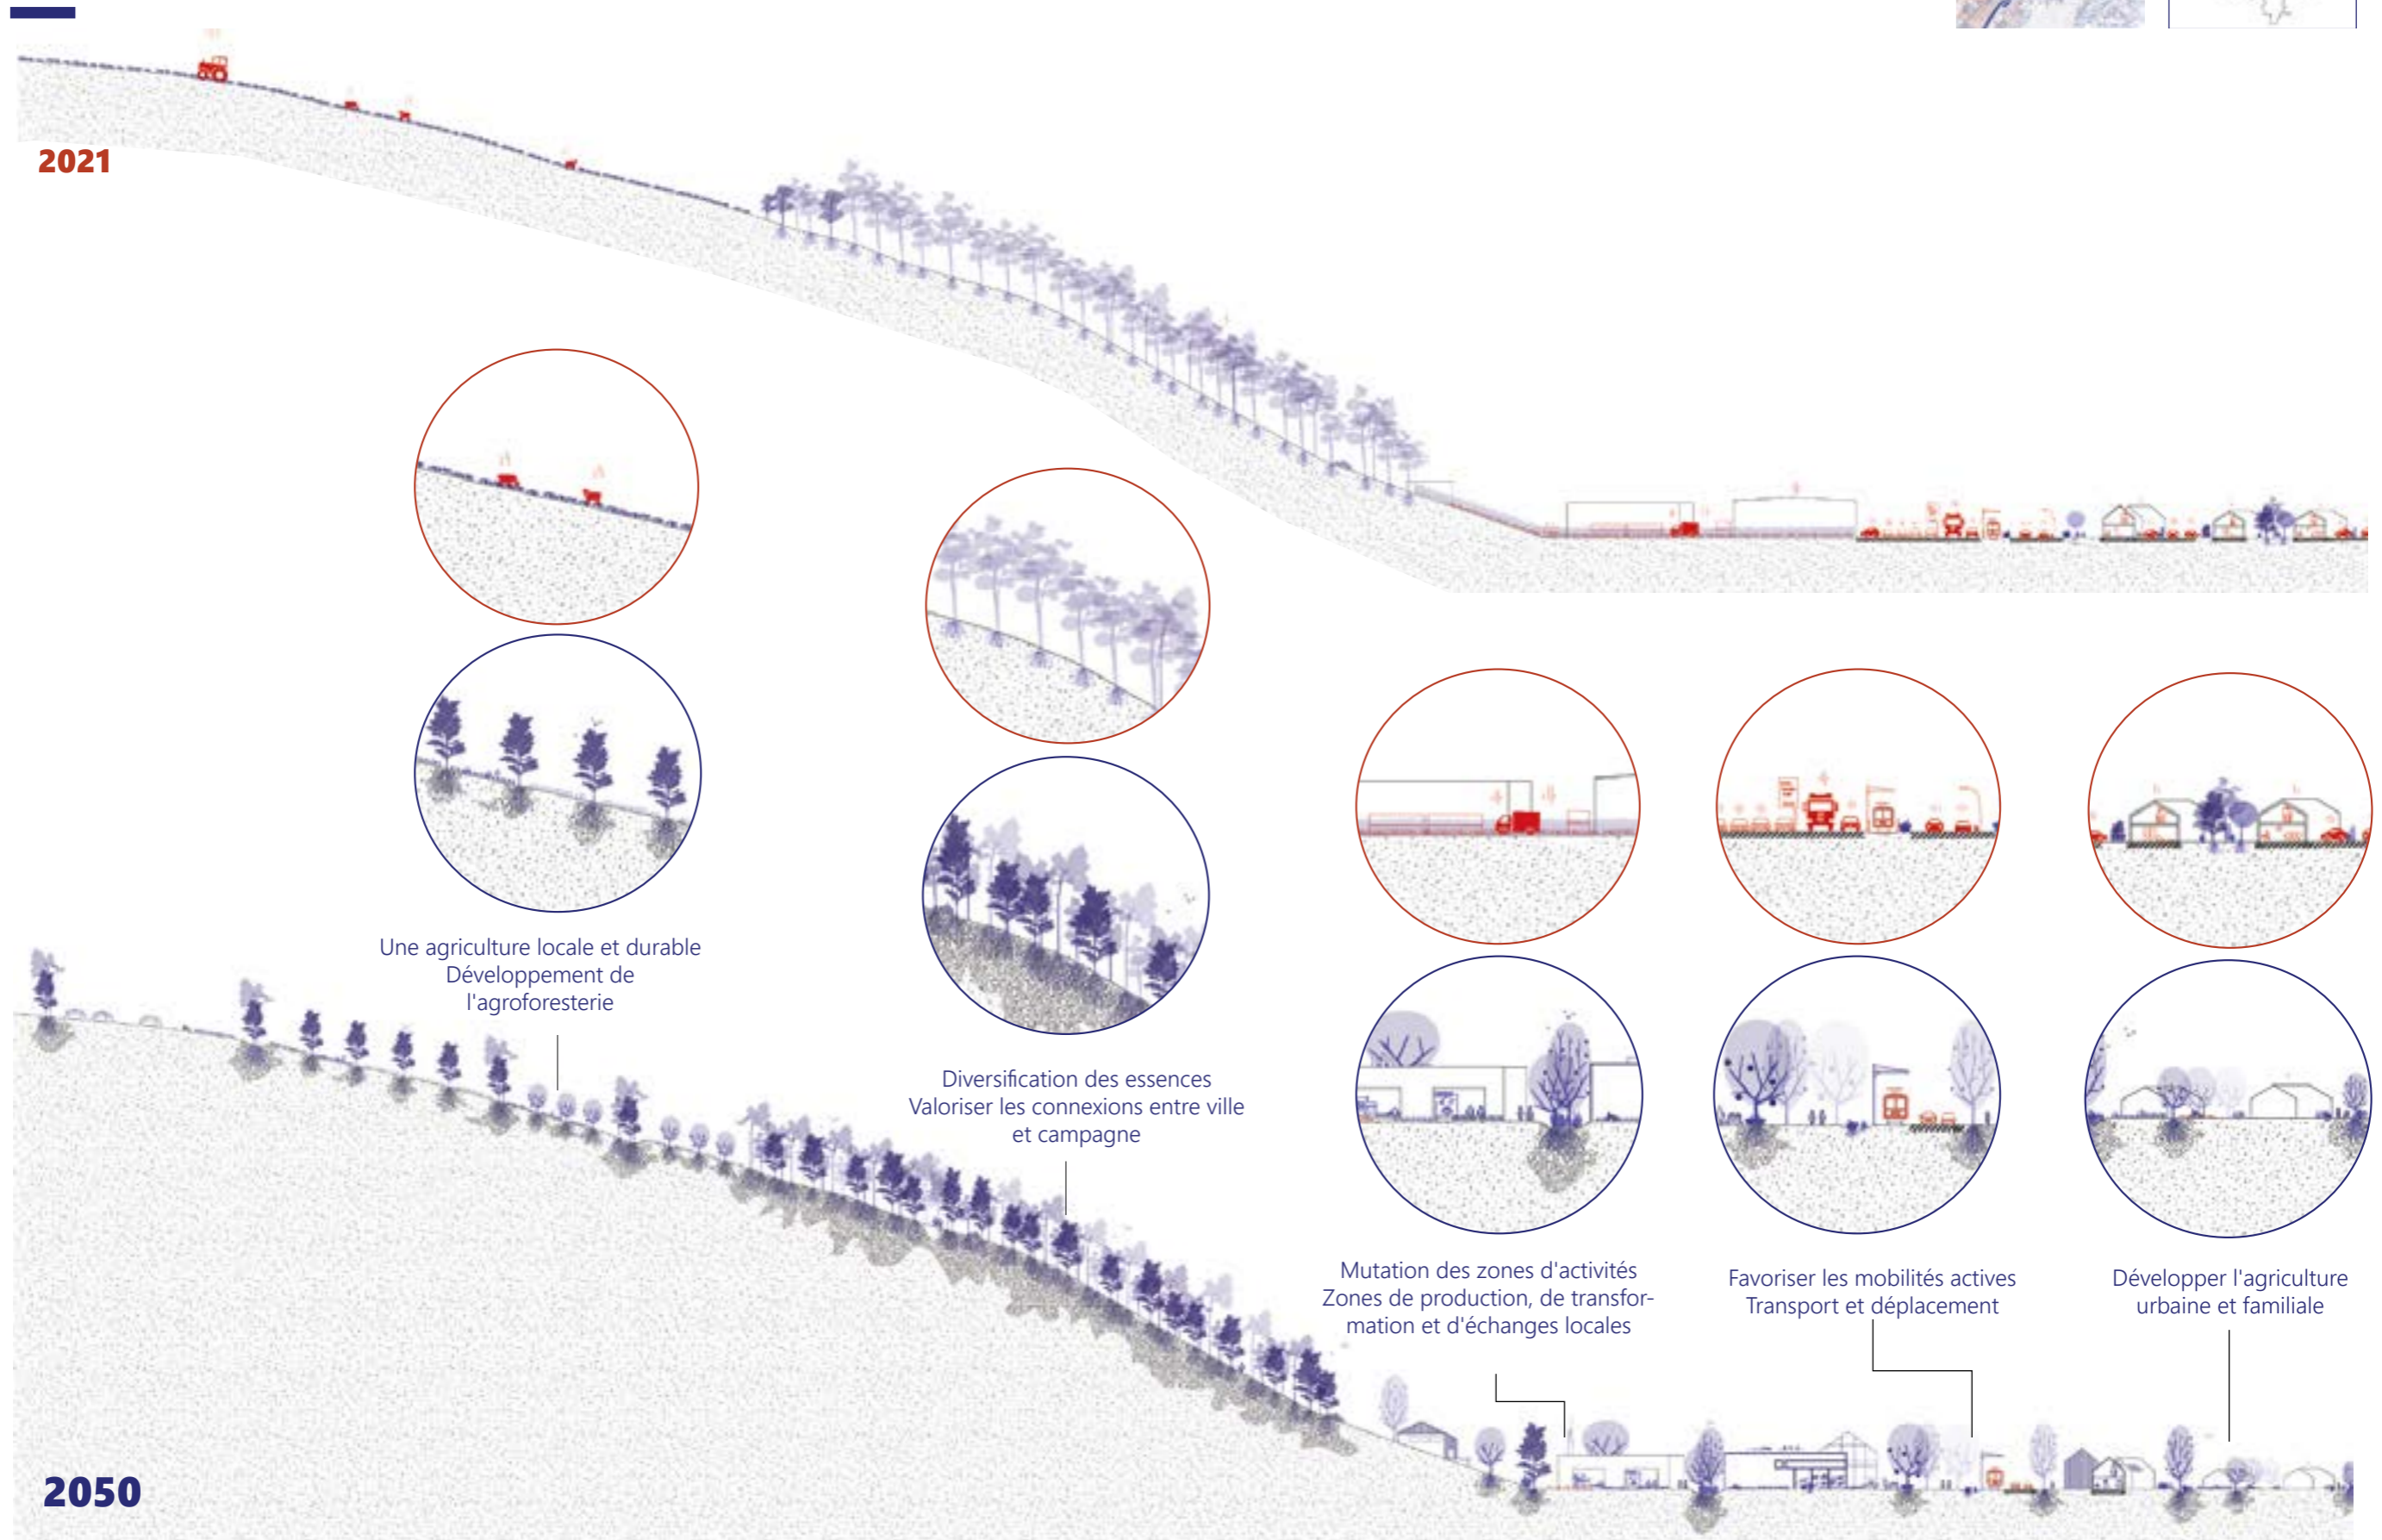 2021
Une agriculture locale et durable
Développement de
l'agroforesterie
Diversification des essences
Valoriser les connexions entre ville
et campagne
Mutation des zones d'activités
Zones de production, de transfor-
mation et d'échanges locales
Favoriser les mobilités actives
Transport et déplacement
Développer l'agriculture
urbaine et familiale
2050